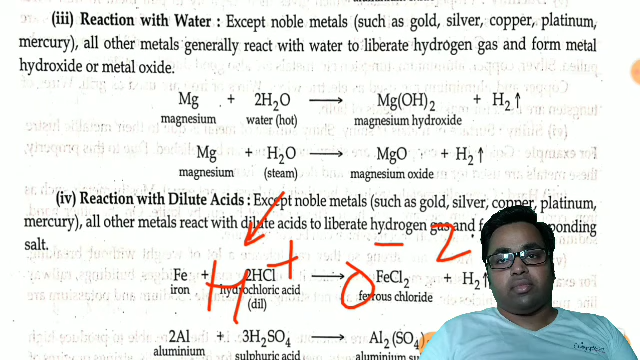 (iii) Reaction with Water : Except noble metals (such as gold, silver, copper, platinum,
mercury), all other metals generally react with water to liberate hydrogen gas and form metal
hydroxide or metal oxide.
Mg + 2H₂O ⟶ Mg(OH)₂ + H₂↑
magnesium water (hot) magnesium hydroxide
Mg + H₂O ⟶ MgO + H₂↑
magnesium (steam) magnesium oxide
(iv) Reaction with Dilute Acids : Except noble metals (such as gold, silver, copper, platinum,
mercury), all other metals react with dilute acids to liberate hydrogen gas and
salt.
Fe + 2HCl ⟶ FeCl₂ + H₂↑
iron hydrochloric acid ferrous chloride
(dil)
2Al + 3H₂SO₄ ⟶ Al₂(SO₄)
aluminium sulphuric acid aluminium